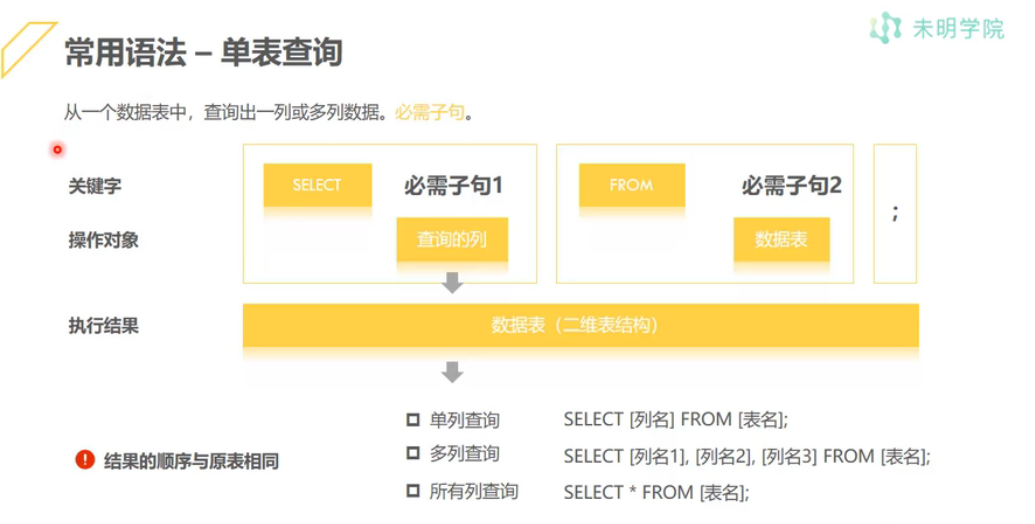 未明学院
常用语法 – 单表查询
从一个数据表中，查询出一列或多列数据。必需子句。
关键字
SELECT
必需子句1
FROM
必需子句2
;
操作对象
查询的列
数据表
执行结果
数据表（二维表结构）
单列查询 SELECT [列名] FROM [表名];
多列查询 SELECT [列名1], [列名2], [列名3] FROM [表名];
所有列查询 SELECT * FROM [表名];
! 结果的顺序与原表相同